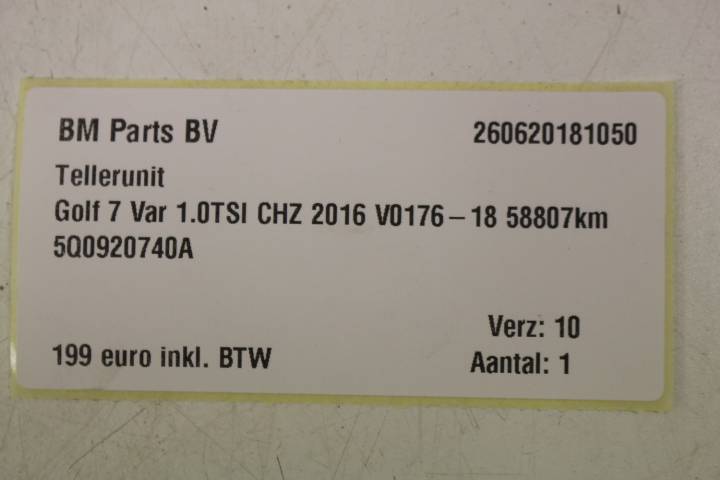 BM Parts BV 260620181050
Tellerunit
Golf 7 Var 1.0TSI CHZ 2016 V0176-18 58807km
5Q0920740A
Verz: 10
199 euro inkl. BTW Aantal: 1